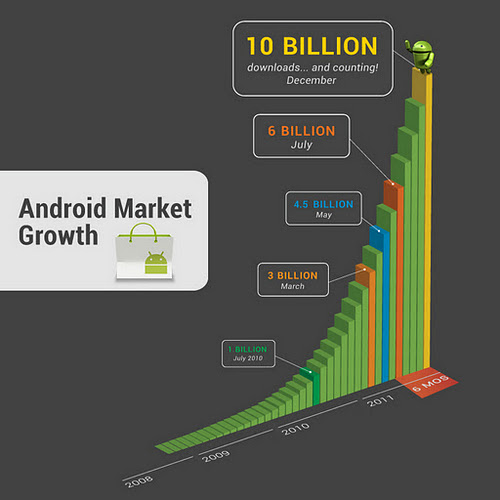 10 BILLION
downloads... and counting!
December
6 BILLION
July
Android Market
Growth
4.5 BILLION
May
3 BILLION
March
1 BILLION
July 2010
2008
2009
2010
2011
6 MOS